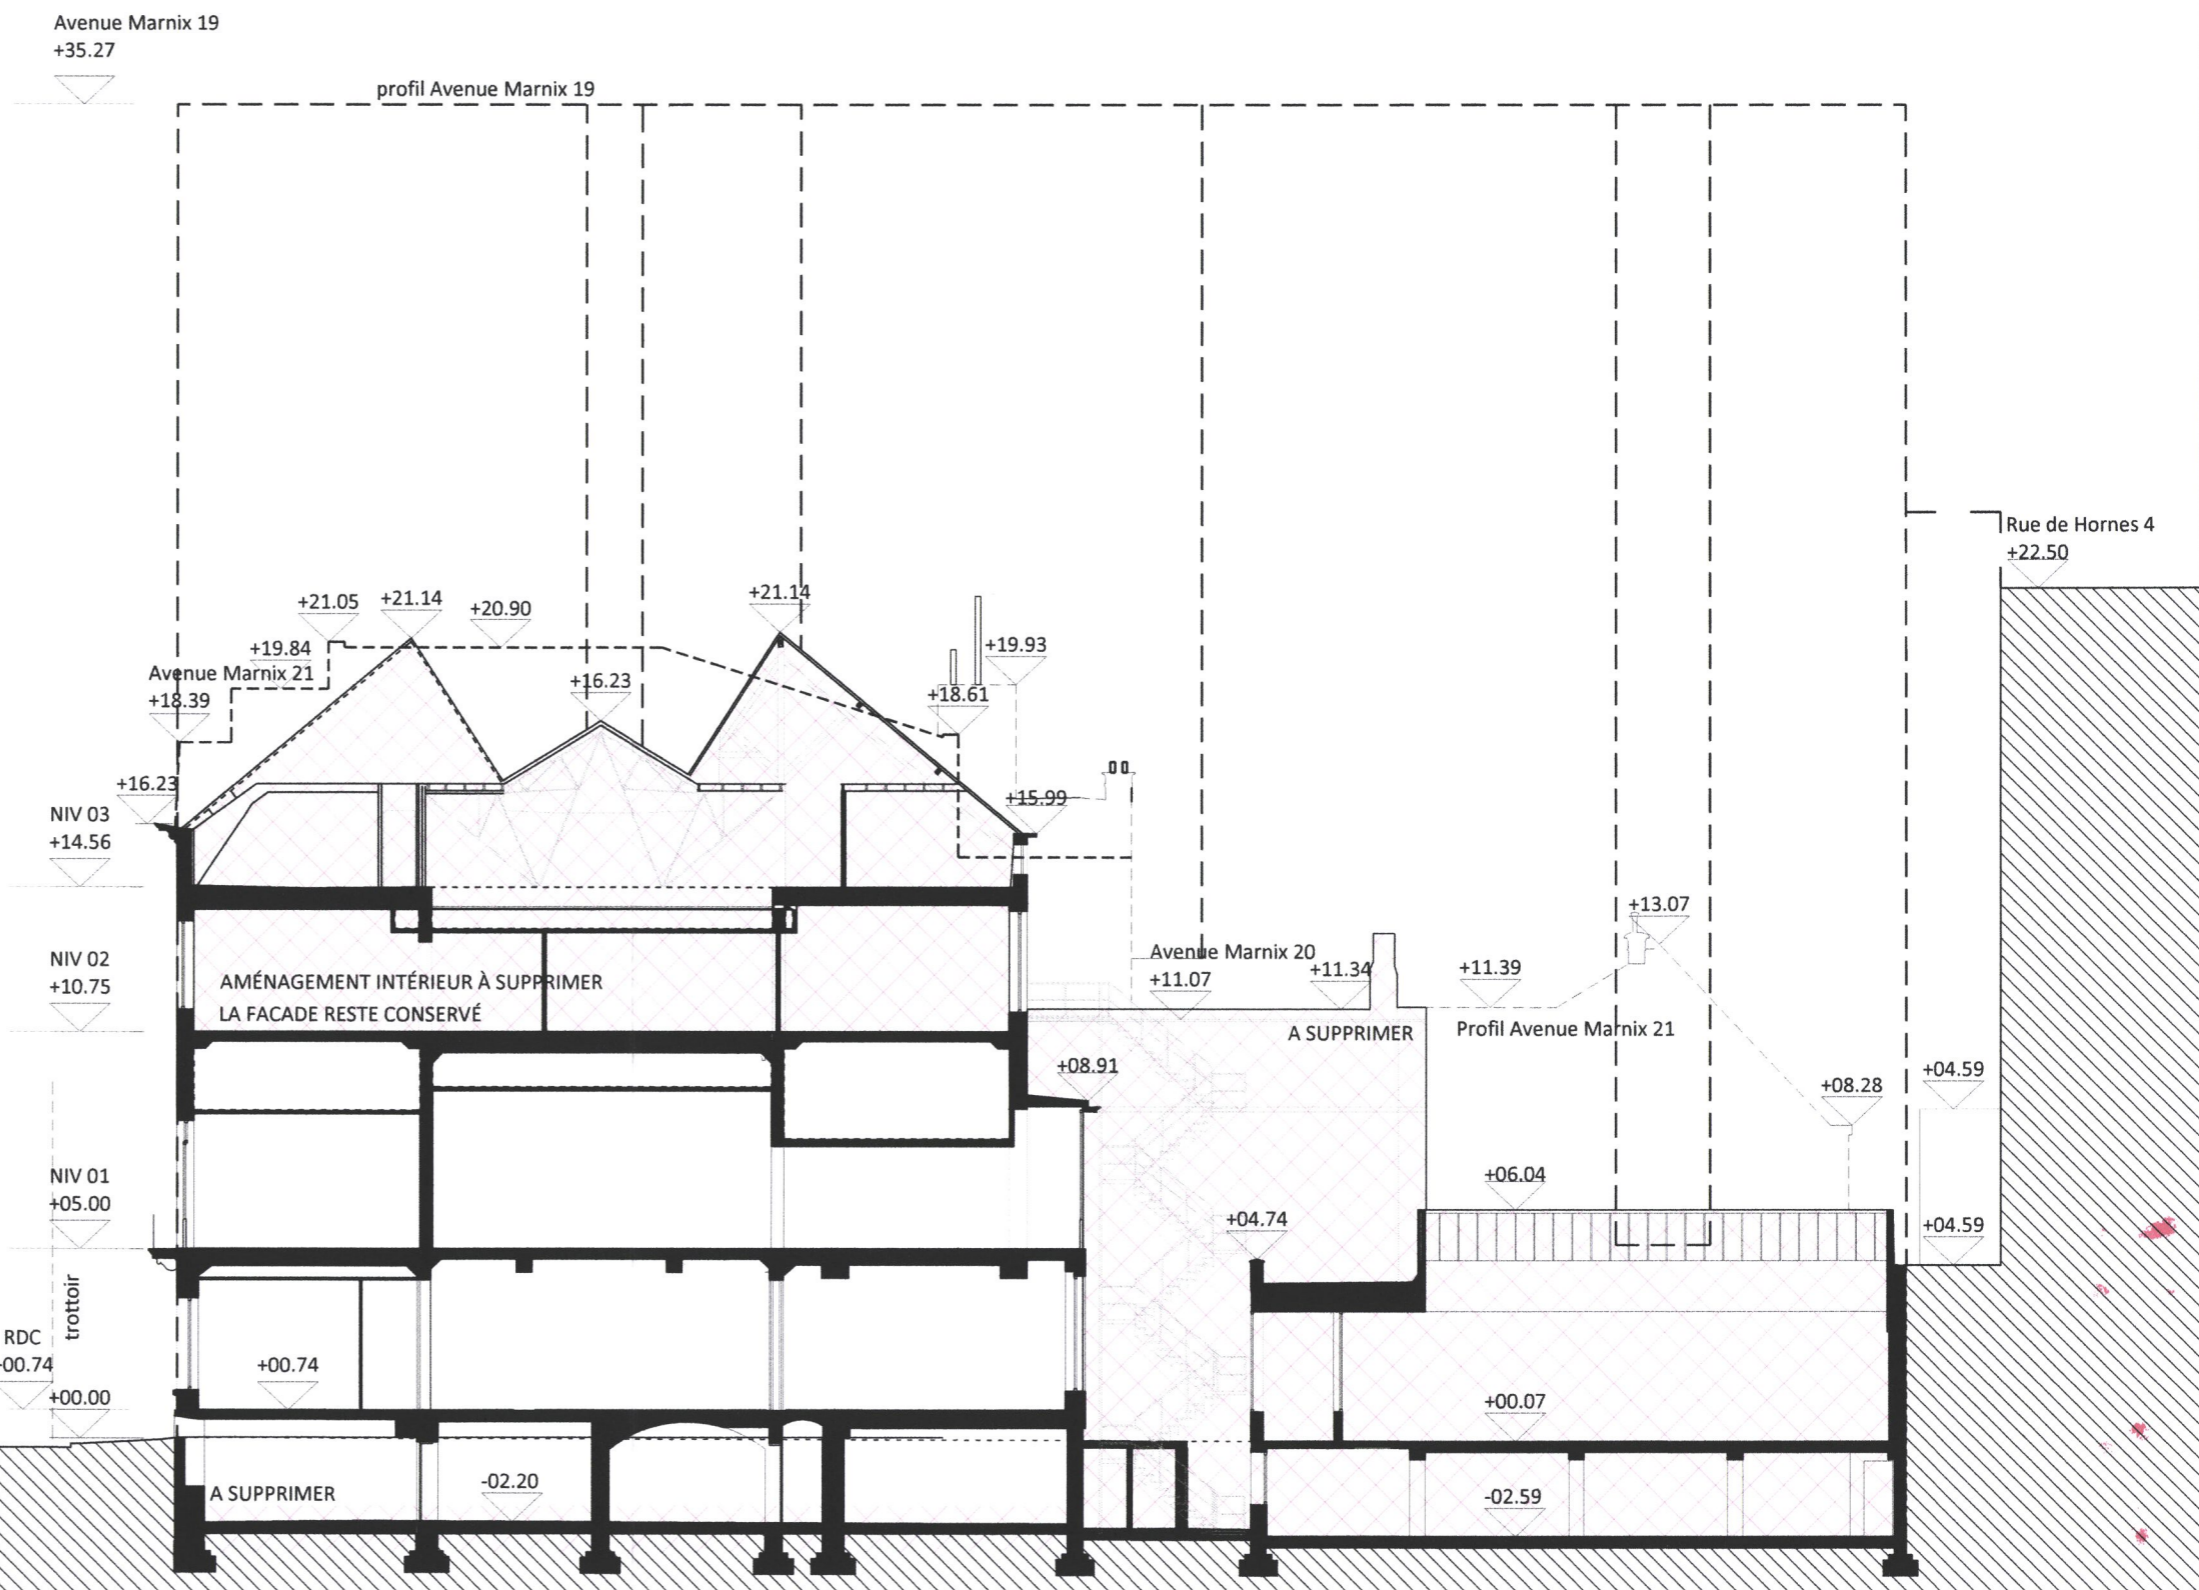 Avenue Marnix 19
+35.27
profil Avenue Marnix 19
Rue de Hornes 4
+22.50
+21.05
+21.14
+20.90
+21.14
+19.84
+19.93
Avenue Marnix 21
+18.39
+16.23
+18.61
+16.23
+15.99
NIV 03
+14.56
+13.07
NIV 02
+10.75
AMÉNAGEMENT INTÉRIEUR À SUPPRIMER
LA FACADE RESTE CONSERVÉ
Avenue Marnix 20
+11.07
+11.34
+11.39
A SUPPRIMER
Profil Avenue Marnix 21
+08.91
+08.28
+04.59
NIV 01
+05.00
+06.04
+04.74
+04.59
trottoir
RDC
+00.74
+00.74
+00.00
+00.07
A SUPPRIMER
-02.20
-02.59